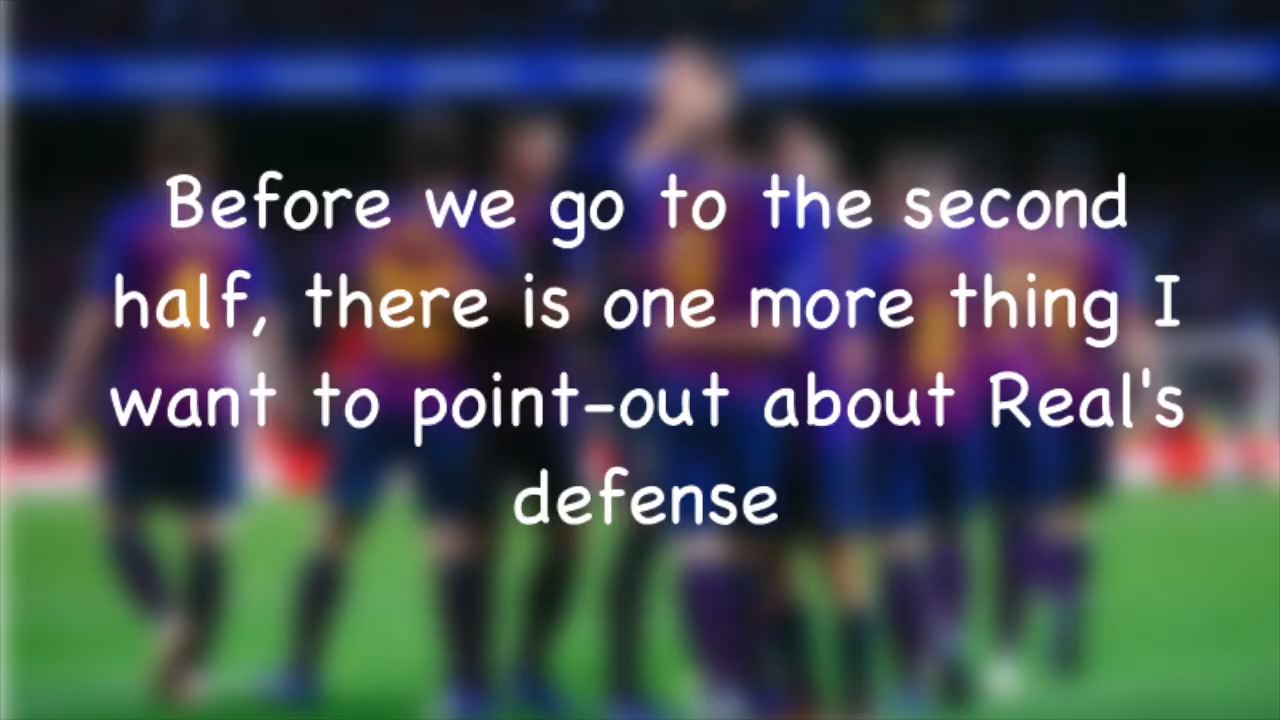 Before we go to the second
half, there is one more thing I
want to point-out about Real's
defense